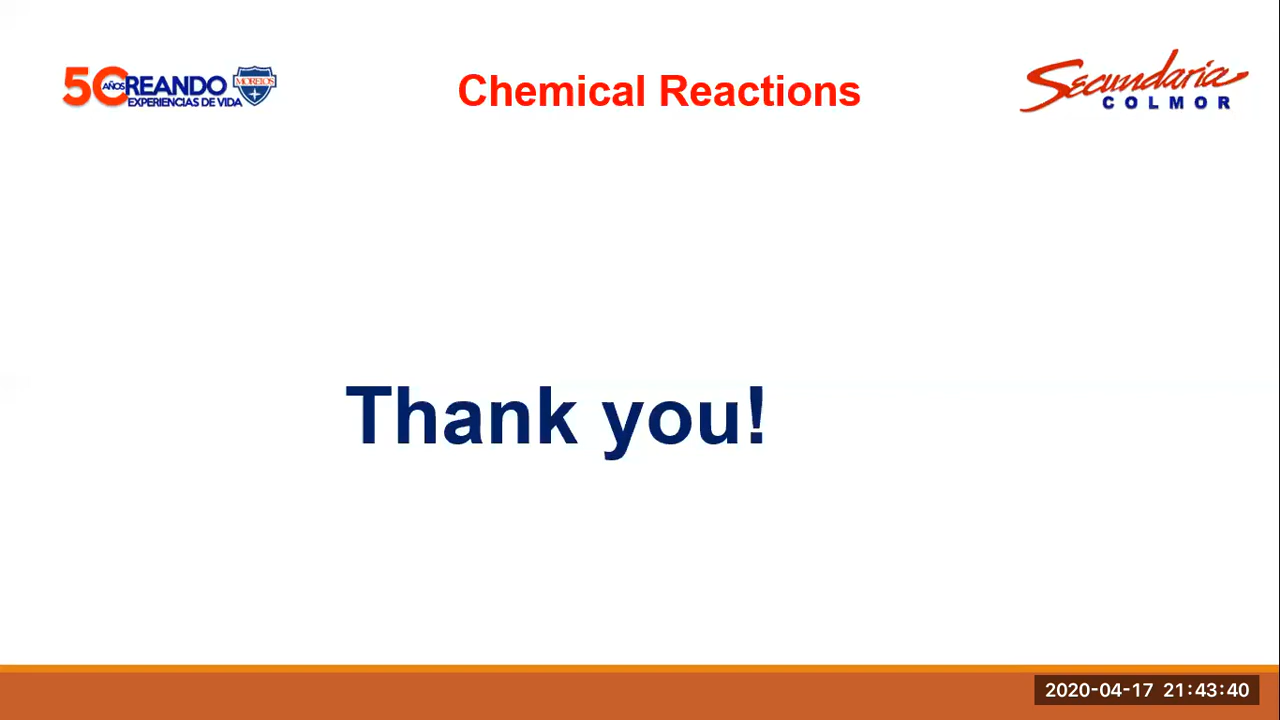 50 AÑOS CREANDO
EXPERIENCIAS DE VIDA
MORELOS
Chemical Reactions
Secundaria
COLMOR
Thank you!
2020-04-17 21:43:40